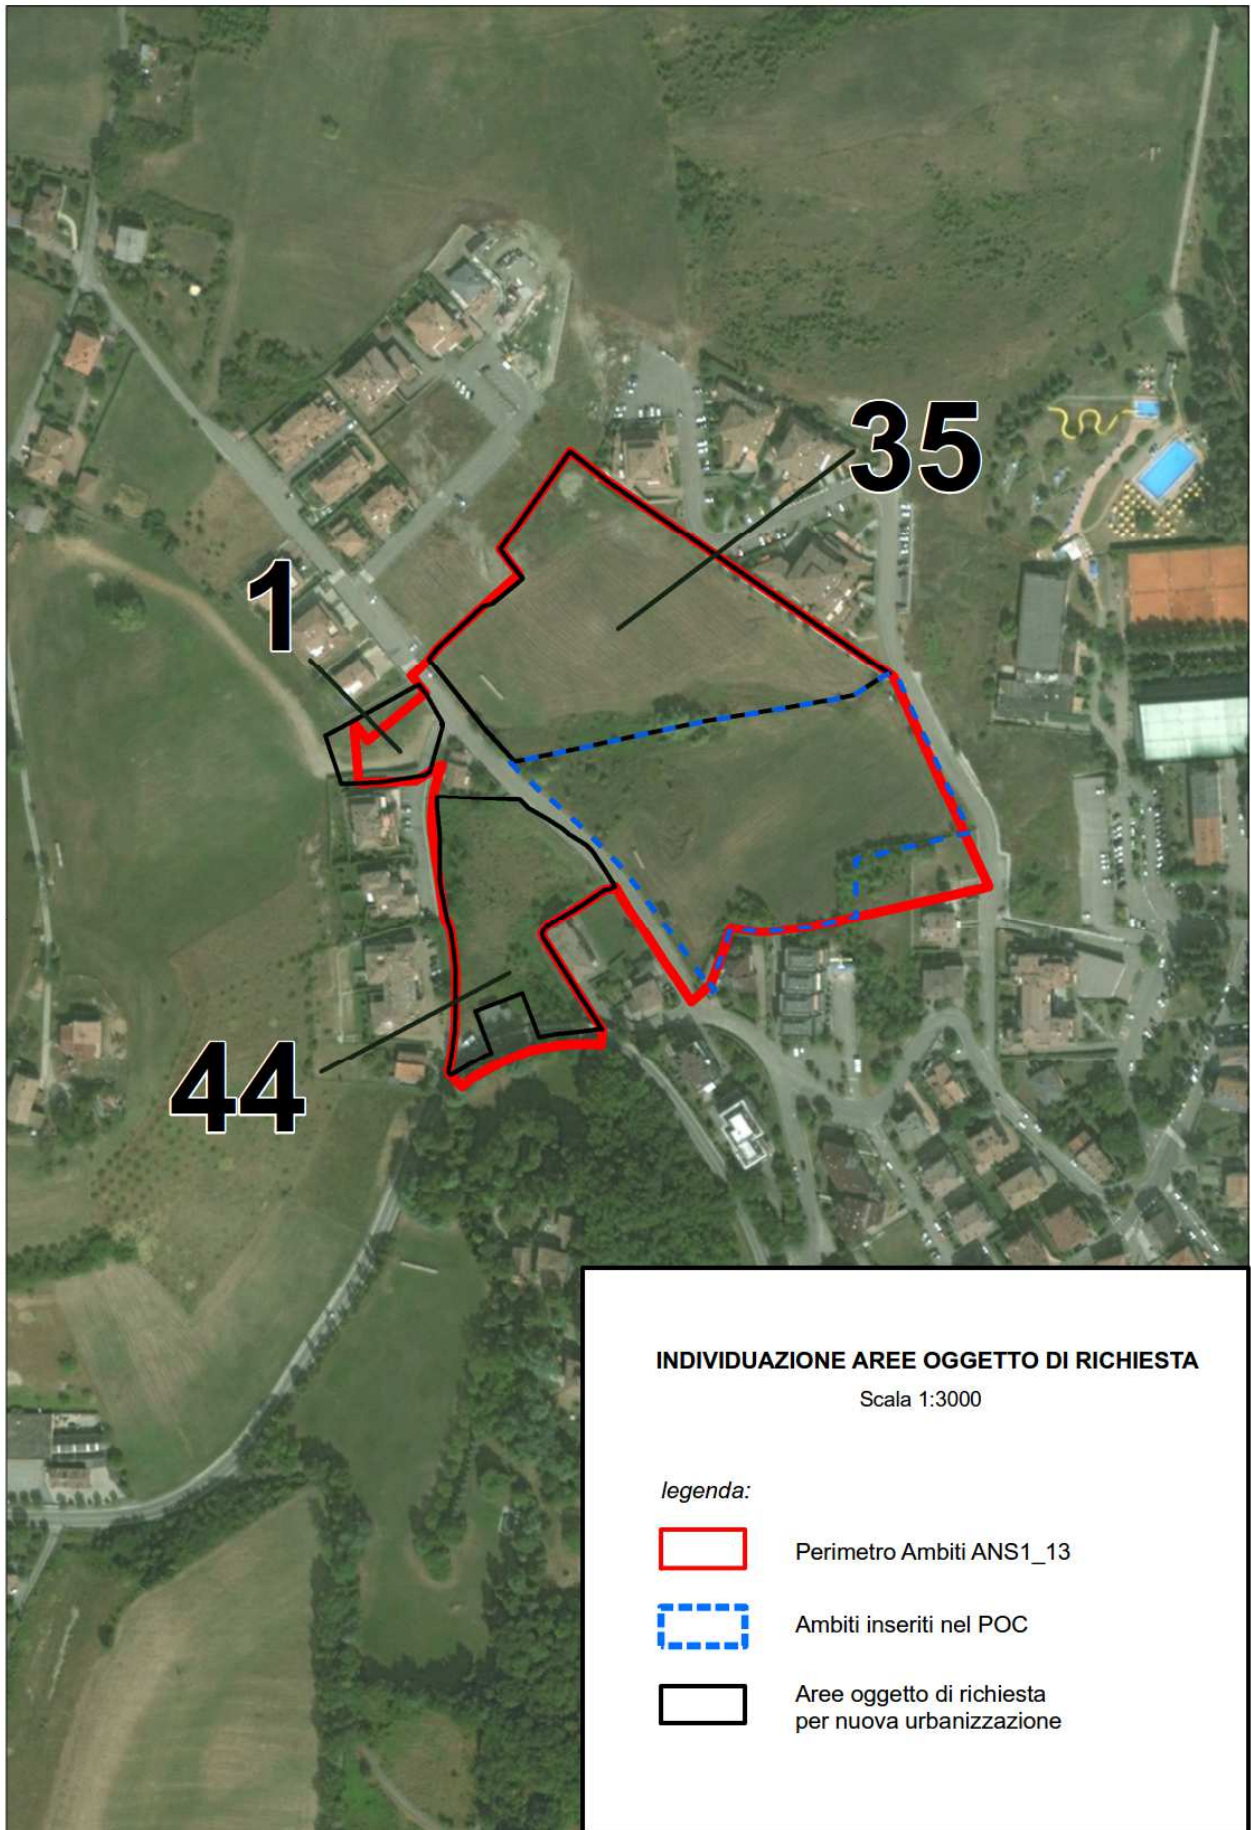 35
1
44
INDIVIDUAZIONE AREE OGGETTO DI RICHIESTA
Scala 1:3000
legenda:
Perimetro Ambiti ANS1_13
Ambiti inseriti nel POC
Aree oggetto di richiesta
per nuova urbanizzazione